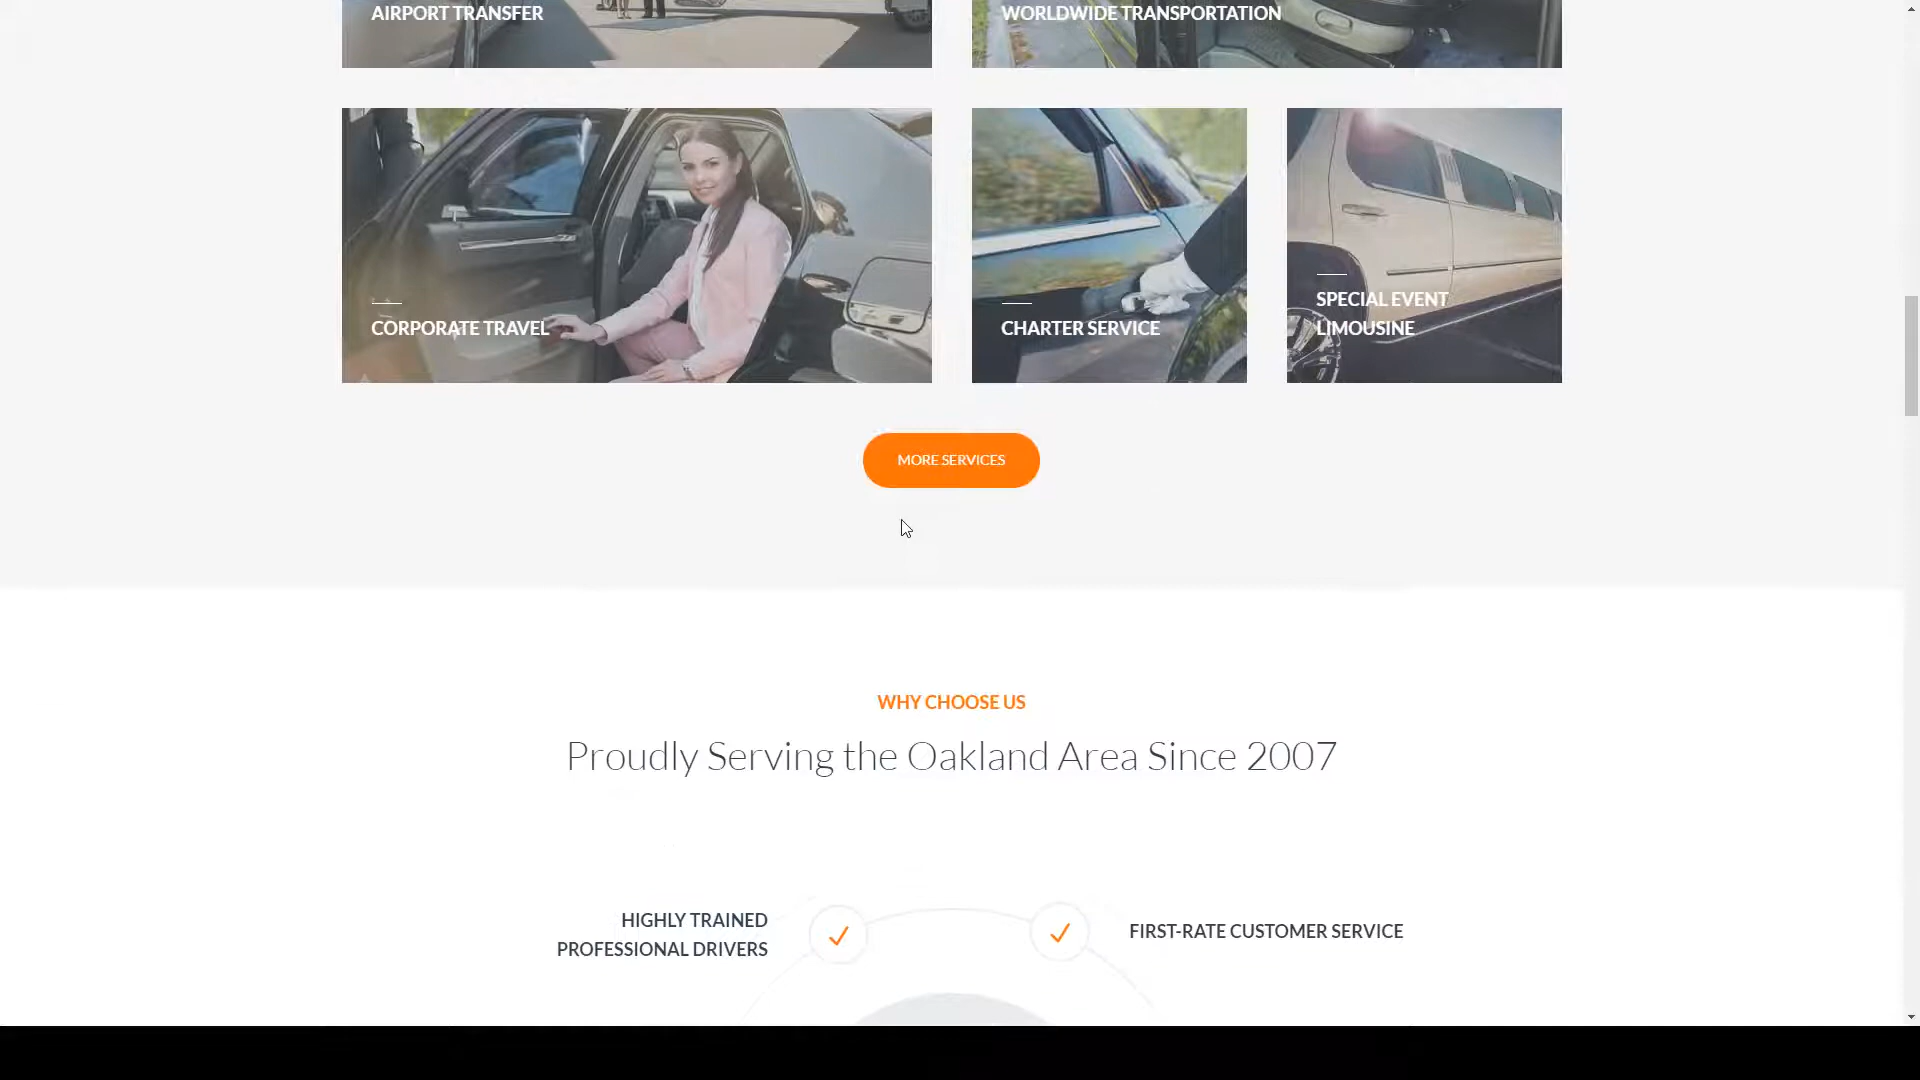 AIRPORT TRANSFER
WORLDWIDE TRANSPORTATION
CORPORATE TRAVEL
CHARTER SERVICE
SPECIAL EVENT
LIMOUSINE
MORE SERVICES
WHY CHOOSE US
Proudly Serving the Oakland Area Since 2007
HIGHLY TRAINED
PROFESSIONAL DRIVERS
FIRST-RATE CUSTOMER SERVICE